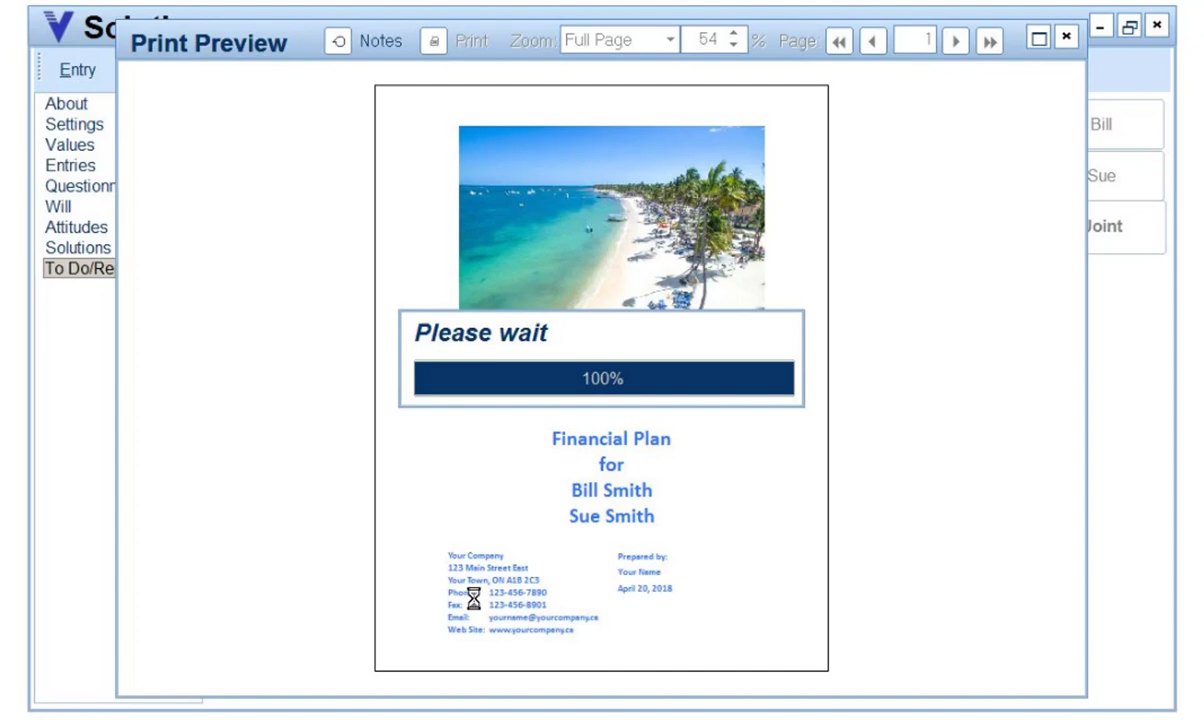 Print Preview
Notes
Print
Zoom: Full Page
54 %
Page: 1
Entry
About
Settings
Values
Entries
Will
Attitudes
Solutions
To Do/Re
Bill
Sue
Joint
Please wait
100%
Financial Plan
for
Bill Smith
Sue Smith
Your Company
123 Main Street East
Your Town, ON A1B 2C3
123-456-7890
Fax: 123-456-8901
Email: yourname@yourcompany.ca
Web Site: www.yourcompany.ca
Prepared by:
Your Name
April 20, 2018